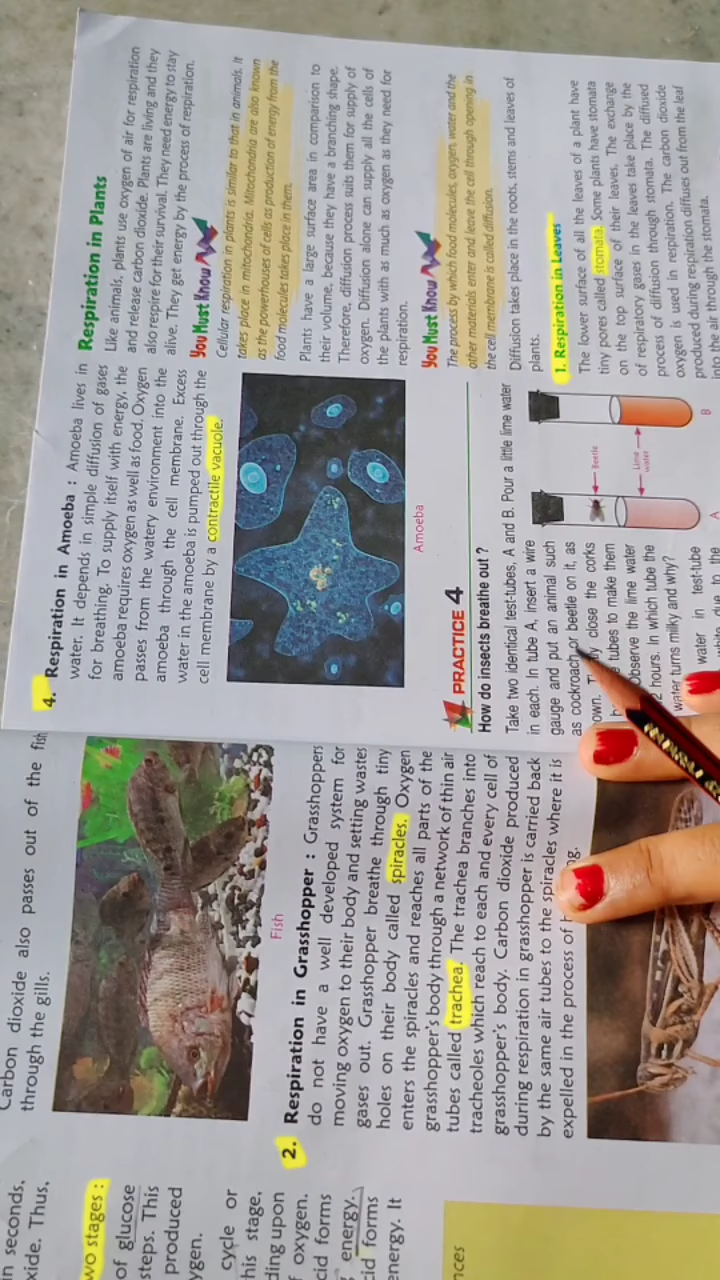 wo stages :
of glucose
steps. This
produced
ygen.
cycle or
his stage,
ding upon
oxygen.
cid forms
energy.
cid forms
energy. It
n seconds,
xide. Thus,
nces
Carbon dioxide also passes out of the fish
through the gills.
Fish
2. Respiration in Grasshopper : Grasshoppers
do not have a well developed system for
moving oxygen to their body and setting wastes
gases out. Grasshopper breathe through tiny
holes on their body called spiracles. Oxygen
enters the spiracles and reaches all parts of the
grasshopper's body through a network of thin air
tubes called trachea. The trachea branches into
tracheoles which reach to each and every cell of
grasshopper's body. Carbon dioxide produced
during respiration in grasshopper is carried back
by the same air tubes to the spiracles where it is
expelled in the process of
4. Respiration in Amoeba : Amoeba lives in
water. It depends in simple diffusion of gases
for breathing. To supply itself with energy, the
amoeba requires oxygen as well as food. Oxygen
passes from the watery environment into the
amoeba through the cell membrane. Excess
water in the amoeba is pumped out through the
cell membrane by a contractile vacuole.
Amoeba
PRACTICE 4
How do insects breathe out ?
Take two identical test-tubes, A and B. Pour a little lime water
in each. In tube A, insert a wire
gauge and put an animal such
as cockroach or beetle on it, as
own. close the corks
tubes to make them
Observe the lime water
2 hours. In which tube the
water turns milky and why?
water in test-tube
due to the
Beetle
Lime
water
A
B
Respiration in Plants
Like animals, plants use oxygen of air for respiration
and release carbon dioxide. Plants are living and they
also respire for their survival. They need energy to stay
alive. They get energy by the process of respiration.
You Must Know
Cellular respiration in plants is similar to that in animals. It
takes place in mitochondria. Mitochondria are also known
as the powerhouses of cells as production of energy from the
food molecules takes place in them.
Plants have a large surface area in comparison to
their volume, because they have a branching shape.
Therefore, diffusion process suits them for supply of
oxygen. Diffusion alone can supply all the cells of
the plants with as much as oxygen as they need for
respiration.
You Must Know
The process by which food molecules, oxygen, water and the
other materials enter and leave the cell through opening in
the cell membrane is called diffusion.
Diffusion takes place in the roots, stems and leaves of
plants.
1. Respiration in Leaves
The lower surface of all the leaves of a plant have
tiny pores called stomata. Some plants have stomata
on the top surface of their leaves. The exchange
of respiratory gases in the leaves take place by the
process of diffusion through stomata. The diffused
oxygen is used in respiration. The carbon dioxide
produced during respiration diffuses out from the leaf
into the air through the stomata.